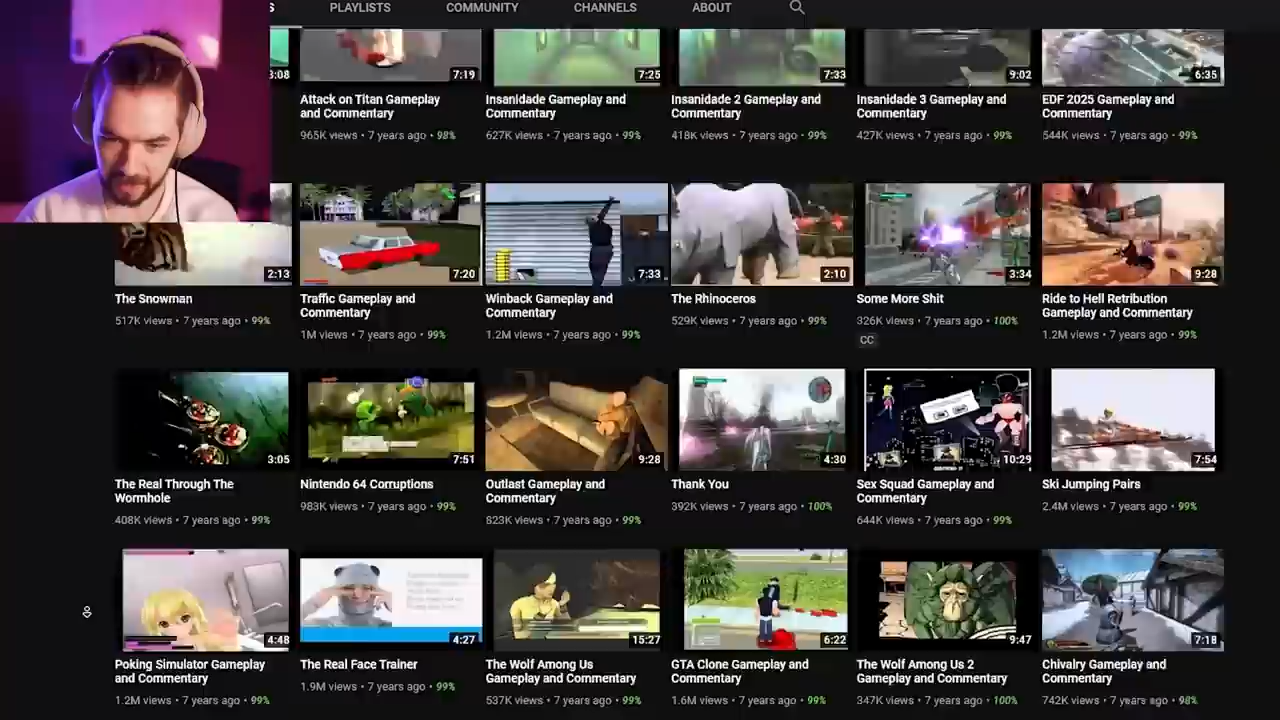 S PLAYLISTS COMMUNITY CHANNELS ABOUT
3:08 7:19 7:25 7:33 9:02 6:35
Attack on Titan Gameplay and Commentary
965K views • 7 years ago • 98%
Insanidade Gameplay and Commentary
627K views • 7 years ago • 99%
Insanidade 2 Gameplay and Commentary
418K views • 7 years ago • 99%
Insanidade 3 Gameplay and Commentary
427K views • 7 years ago • 99%
EDF 2025 Gameplay and Commentary
544K views • 7 years ago • 99%
2:13 7:20 7:33 2:10 3:34 9:28
The Snowman
517K views • 7 years ago • 99%
Traffic Gameplay and Commentary
1M views • 7 years ago • 99%
Winback Gameplay and Commentary
1.2M views • 7 years ago • 99%
The Rhinoceros
529K views • 7 years ago • 99%
Some More Shit
326K views • 7 years ago • 100%
CC
Ride to Hell Retribution Gameplay and Commentary
1.2M views • 7 years ago • 99%
3:05 7:51 9:28 4:30 10:29 7:54
The Real Through The Wormhole
408K views • 7 years ago • 99%
Nintendo 64 Corruptions
983K views • 7 years ago • 99%
Outlast Gameplay and Commentary
823K views • 7 years ago • 99%
Thank You
392K views • 7 years ago • 100%
Sex Squad Gameplay and Commentary
644K views • 7 years ago • 99%
Ski Jumping Pairs
2.4M views • 7 years ago • 99%
4:48 4:27 15:27 6:22 9:47 7:18
Poking Simulator Gameplay and Commentary
1.2M views • 7 years ago • 99%
The Real Face Trainer
1.9M views • 7 years ago • 99%
The Wolf Among Us Gameplay and Commentary
537K views • 7 years ago • 99%
GTA Clone Gameplay and Commentary
1.6M views • 7 years ago • 99%
The Wolf Among Us 2 Gameplay and Commentary
347K views • 7 years ago • 100%
Chivalry Gameplay and Commentary
742K views • 7 years ago • 98%